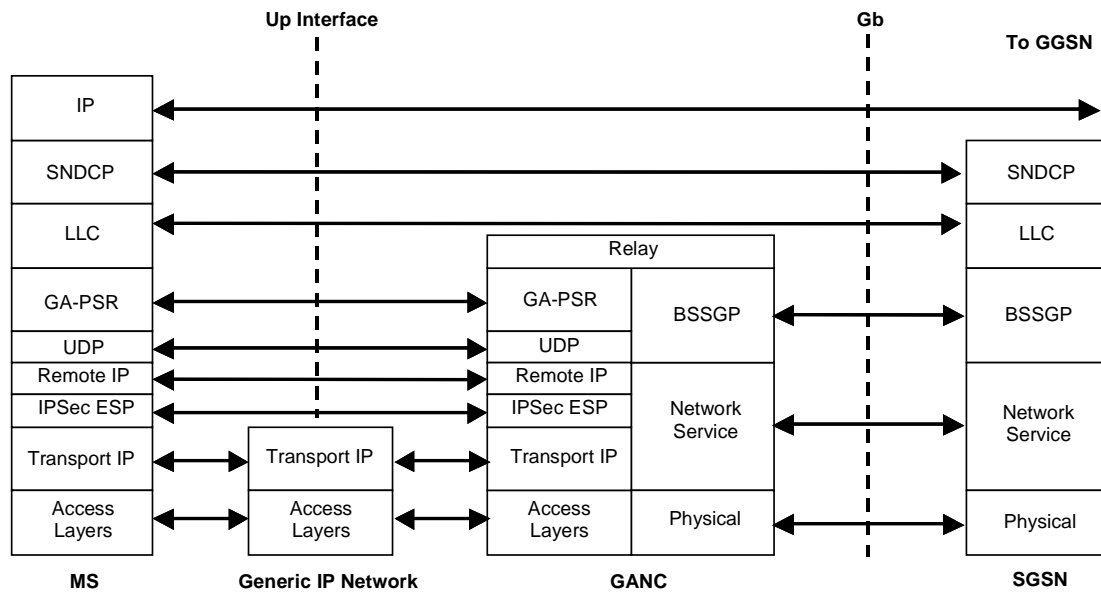 Up Interface
Gb
To GGSN
IP
SNDCP
SNDCP
LLC
LLC
Relay
GA-PSR
GA-PSR
BSSGP
BSSGP
UDP
UDP
Remote IP
Remote IP
IPSec ESP
IPSec ESP
Network
Service
Network
Service
Transport IP
Transport IP
Transport IP
Access
Layers
Access
Layers
Access
Layers
Physical
Physical
MS
Generic IP Network
GANC
SGSN